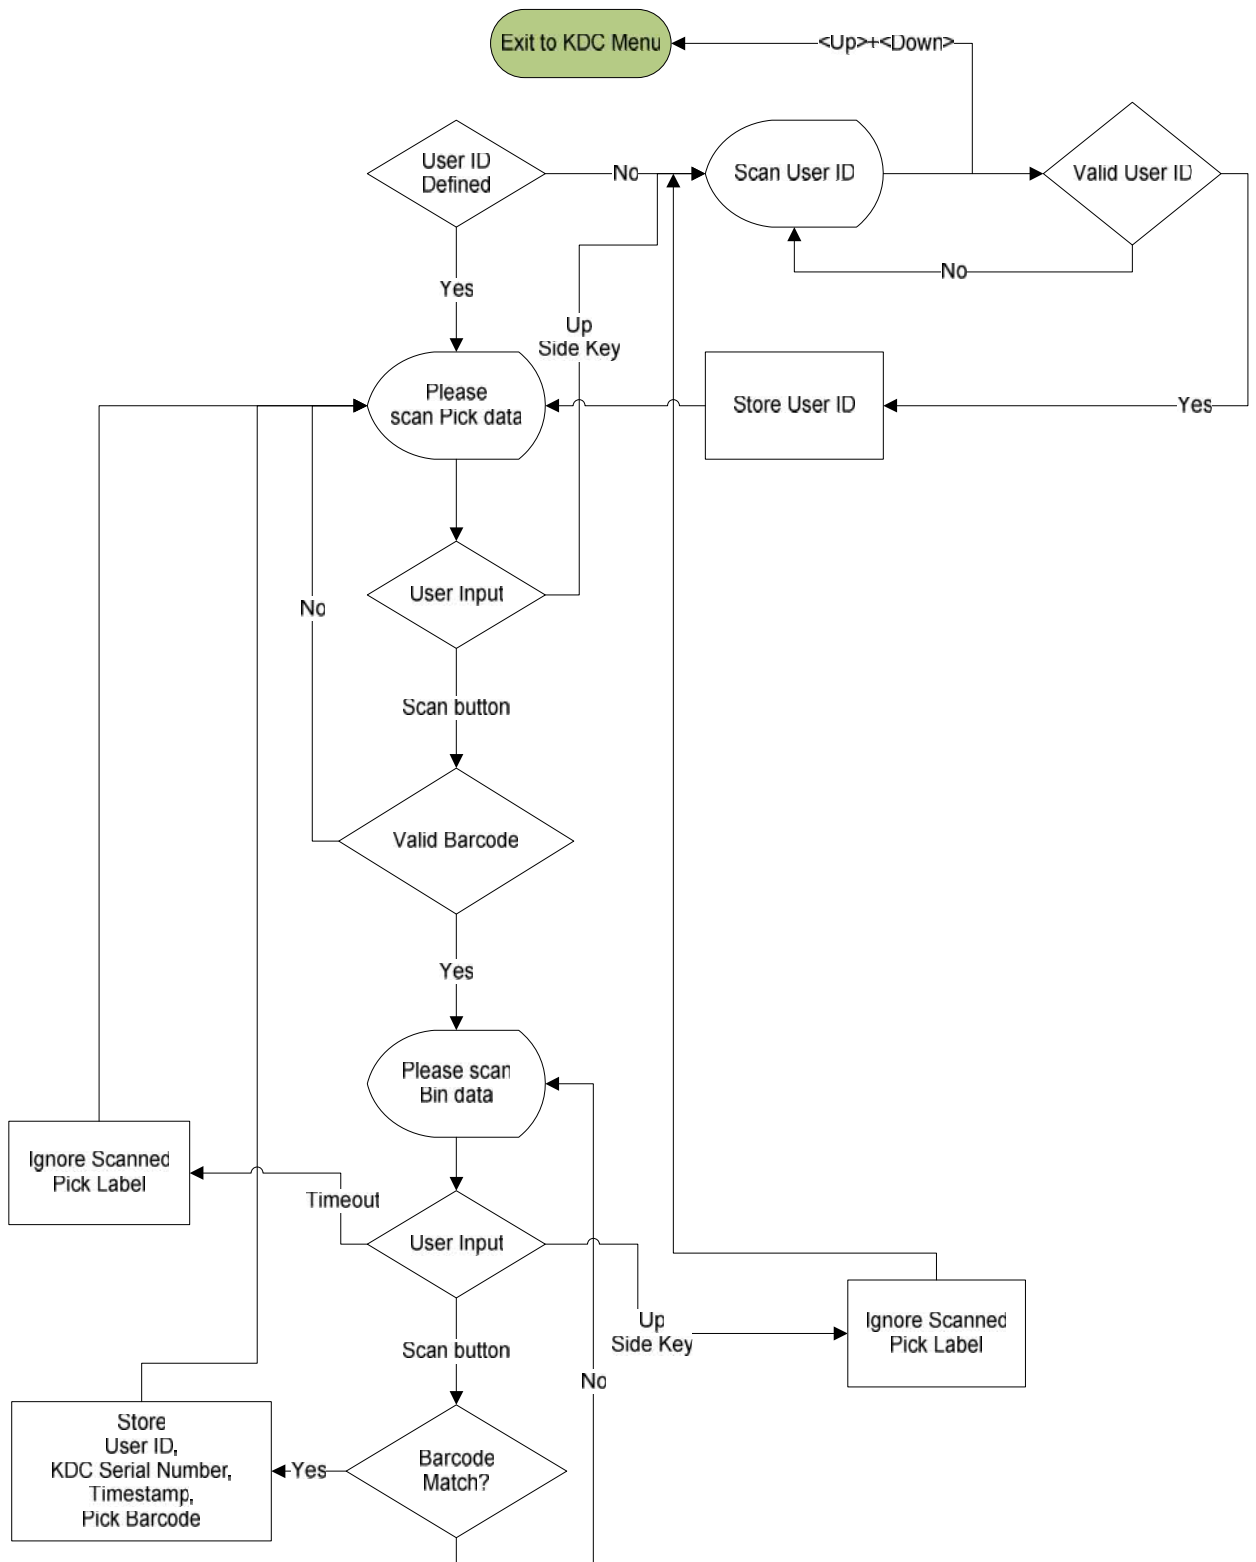 Exit to KDC Menu
<Up>+<Down>
User ID
Defined
No
Scan User ID
Valid User ID
No
Yes
Up
Side Key
Please
scan Pick data
Store User ID
Yes
User Input
No
Scan button
Valid Barcode
Yes
Please scan
Bin data
Ignore Scanned
Pick Label
Timeout
User Input
Up
Side Key
Ignore Scanned
Pick Label
Scan button
No
Store
User ID,
KDC Serial Number,
Timestamp,
Pick Barcode
Yes
Barcode
Match?